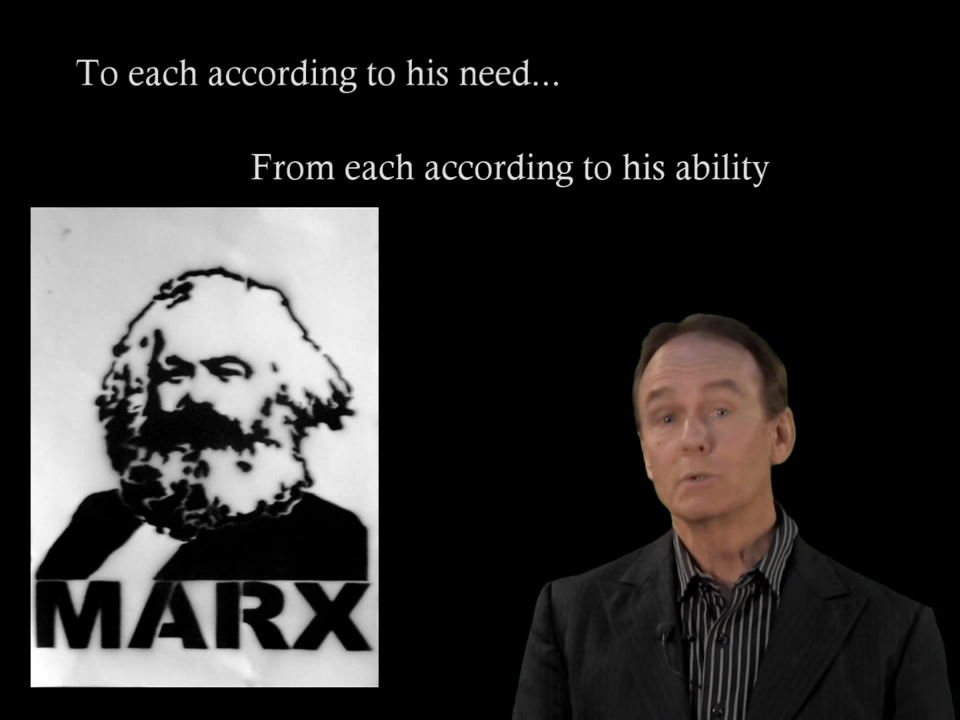 To each according to his need...
From each according to his ability
MARX